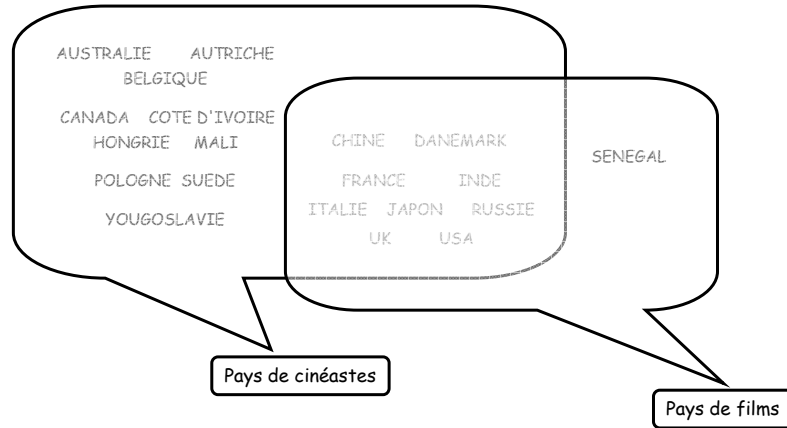 AUSTRALIE AUTRICHE
BELGIQUE
CANADA COTE D'IVOIRE
HONGRIE MALI
POLOGNE SUEDE
YOUGOSLAVIE
CHINE DANEMARK
FRANCE INDE
ITALIE JAPON RUSSIE
UK USA
SENEGAL
Pays de cinéastes
Pays de films